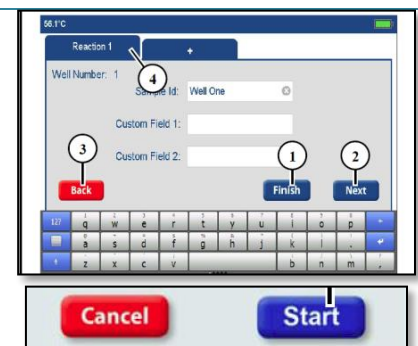 56.1°C
Reaction 1 +
Well Number: 1
4
Sample Id: Well One
Custom Field 1:
3 1 2
Custom Field 2:
Back Finish Next
123 q w e r t y u i o p
a s d f g h j k l .
z x c v b n m ,
Cancel Start